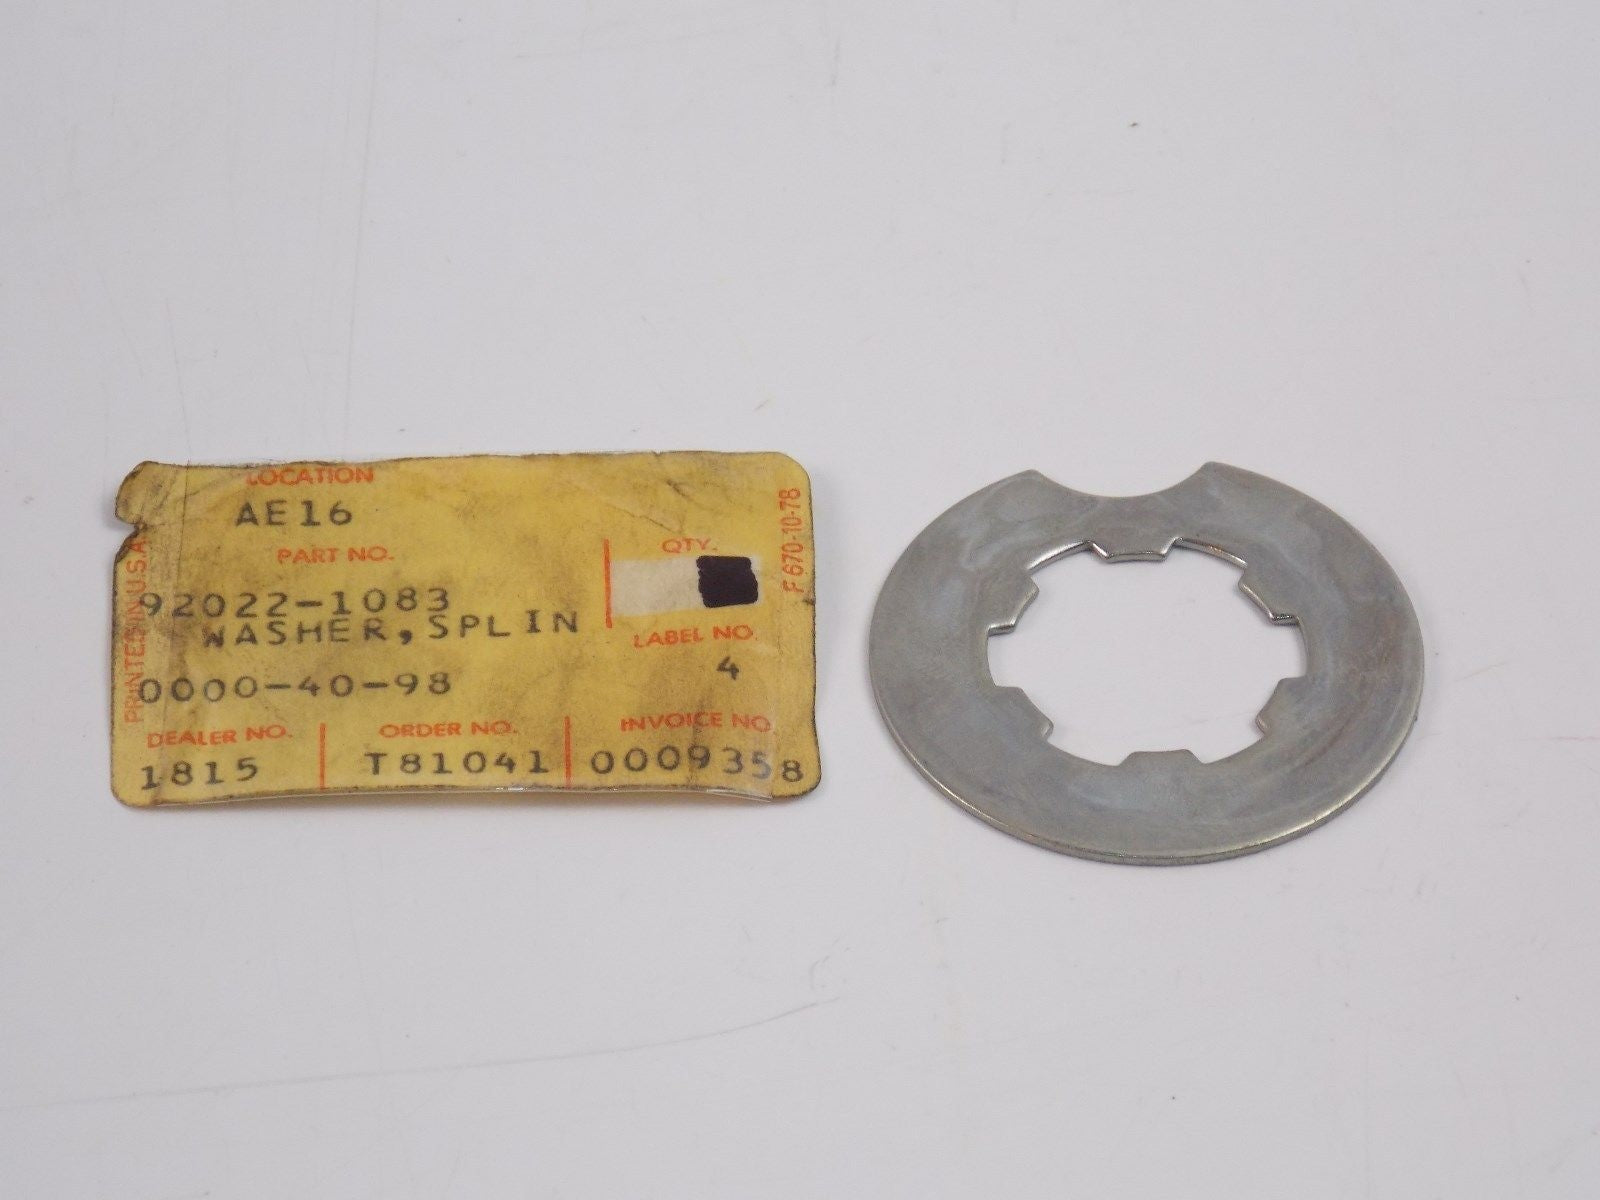 LOCATION
AE16
PART NO.
QTY.
92022-1083
WASHER, SPLIN
LABEL NO.
4
0000-40-98
DEALER NO. ORDER NO. INVOICE NO
1815 T81041 0009358
PRINTED IN U.S.A.
F 670-10-78